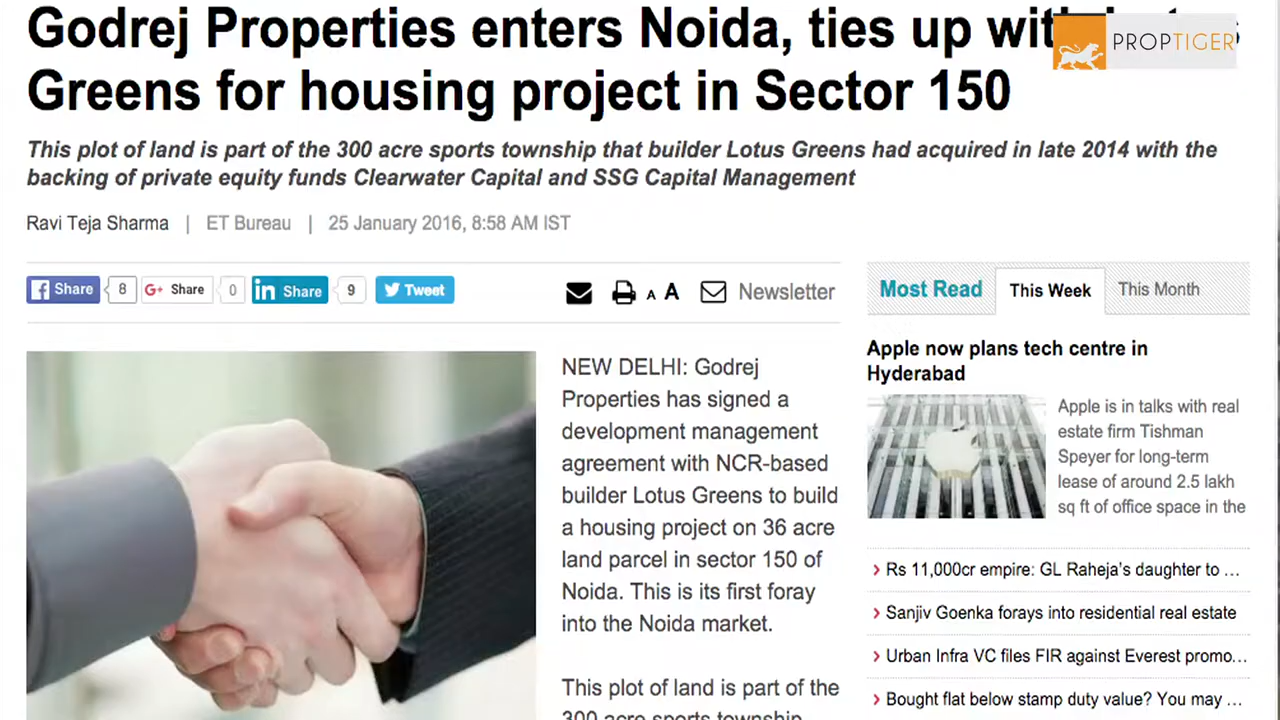 Godrej Properties enters Noida, ties up
Greens for housing project in Sector 150
PROPTIGER
This plot of land is part of the 300 acre sports township that builder Lotus Greens had acquired in late 2014 with the
backing of private equity funds Clearwater Capital and SSG Capital Management
Ravi Teja Sharma | ET Bureau | 25 January 2016, 8:58 AM IST
Share 8 G+ Share 0 in Share 9 Tweet
A A Newsletter
NEW DELHI: Godrej
Properties has signed a
development management
agreement with NCR-based
builder Lotus Greens to build
a housing project on 36 acre
land parcel in sector 150 of
Noida. This is its first foray
into the Noida market.
This plot of land is part of the
300 acre sports township
Most Read This Week This Month
Apple now plans tech centre in
Hyderabad
Apple is in talks with real
estate firm Tishman
Speyer for long-term
lease of around 2.5 lakh
sq ft of office space in the
Rs 11,000cr empire: GL Raheja's daughter to ...
Sanjiv Goenka forays into residential real estate
Urban Infra VC files FIR against Everest promo...
Bought flat below stamp duty value? You may ...